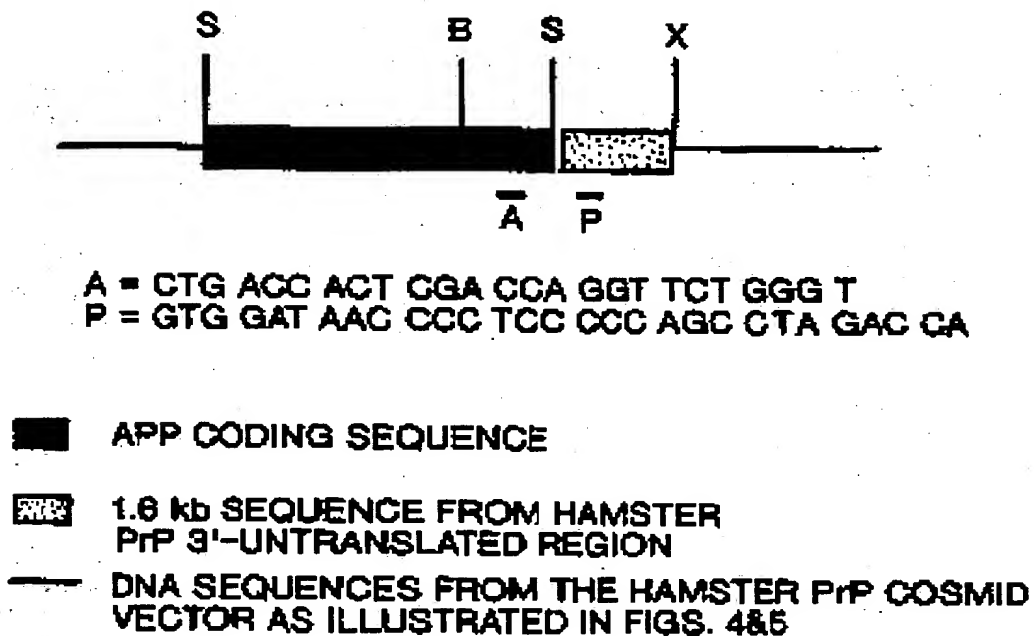 S B S X
A P
A = CTG ACC ACT CGA CCA GGT TCT GGG T
P = GTG GAT AAC CCC TCC CCC AGC CTA GAC CA
APP CODING SEQUENCE
1.6 kb SEQUENCE FROM HAMSTER
PrP 3'-UNTRANSLATED REGION
DNA SEQUENCES FROM THE HAMSTER PrP COSMID
VECTOR AS ILLUSTRATED IN FIGS. 4&5